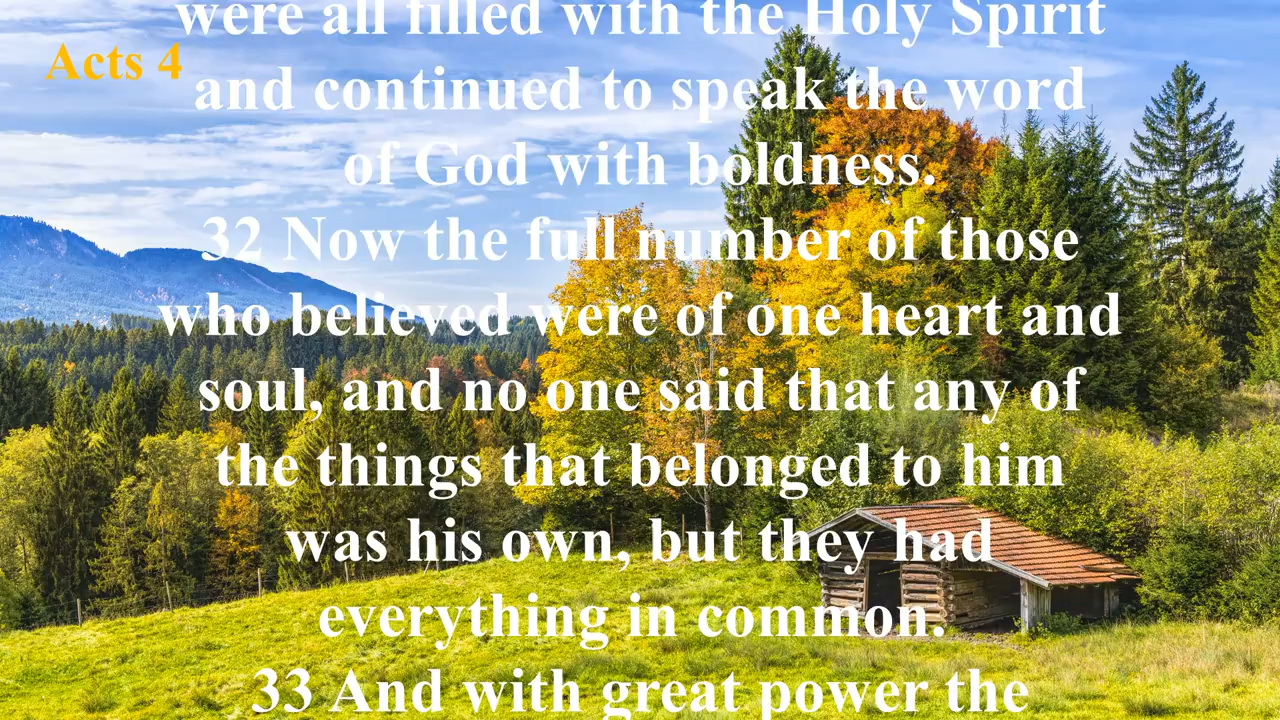 were all filled with the Holy Spirit
Acts 4
and continued to speak the word
of God with boldness.
32 Now the full number of those
who believed were of one heart and
soul, and no one said that any of
the things that belonged to him
was his own, but they had
everything in common.
33 And with great power the